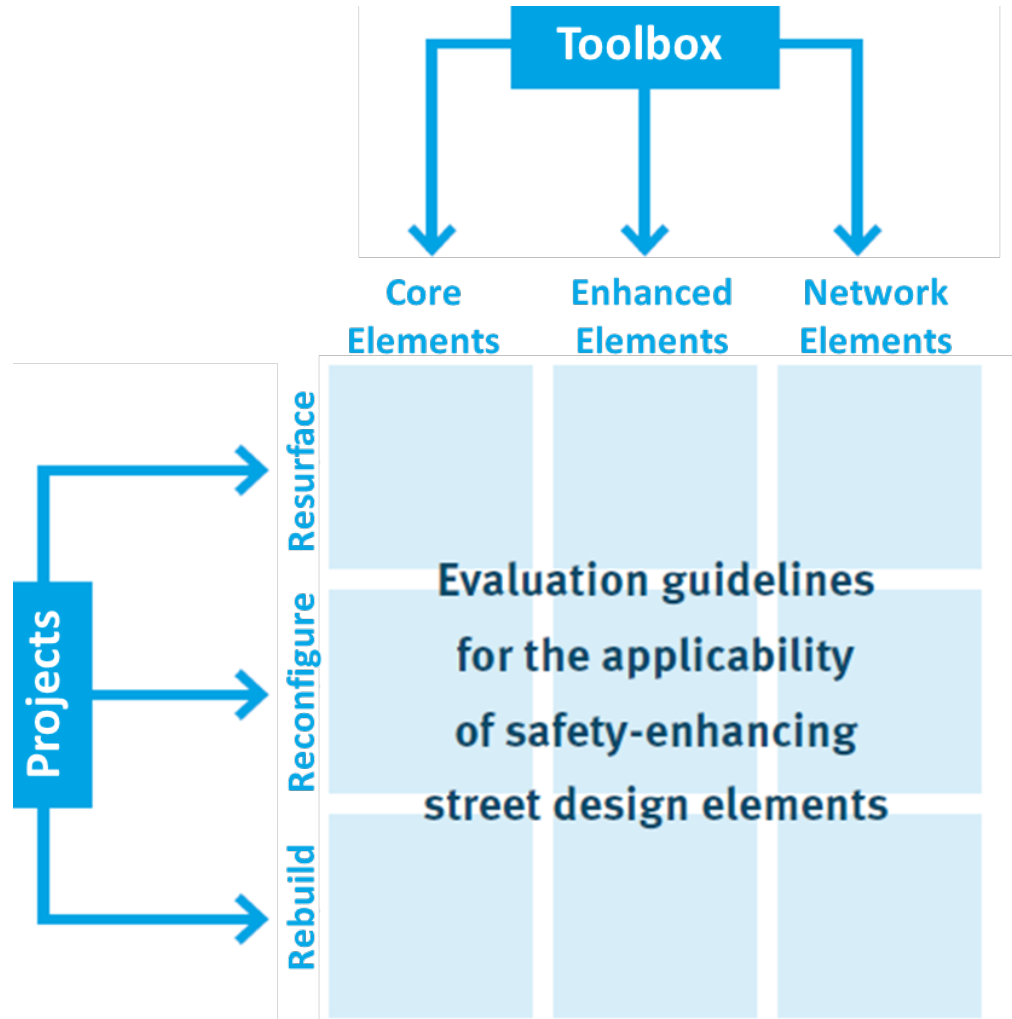 Toolbox
Core
Elements
Enhanced
Elements
Network
Elements
Projects
Resurface
Reconfigure
Rebuild
Evaluation guidelines
for the applicability
of safety-enhancing
street design elements